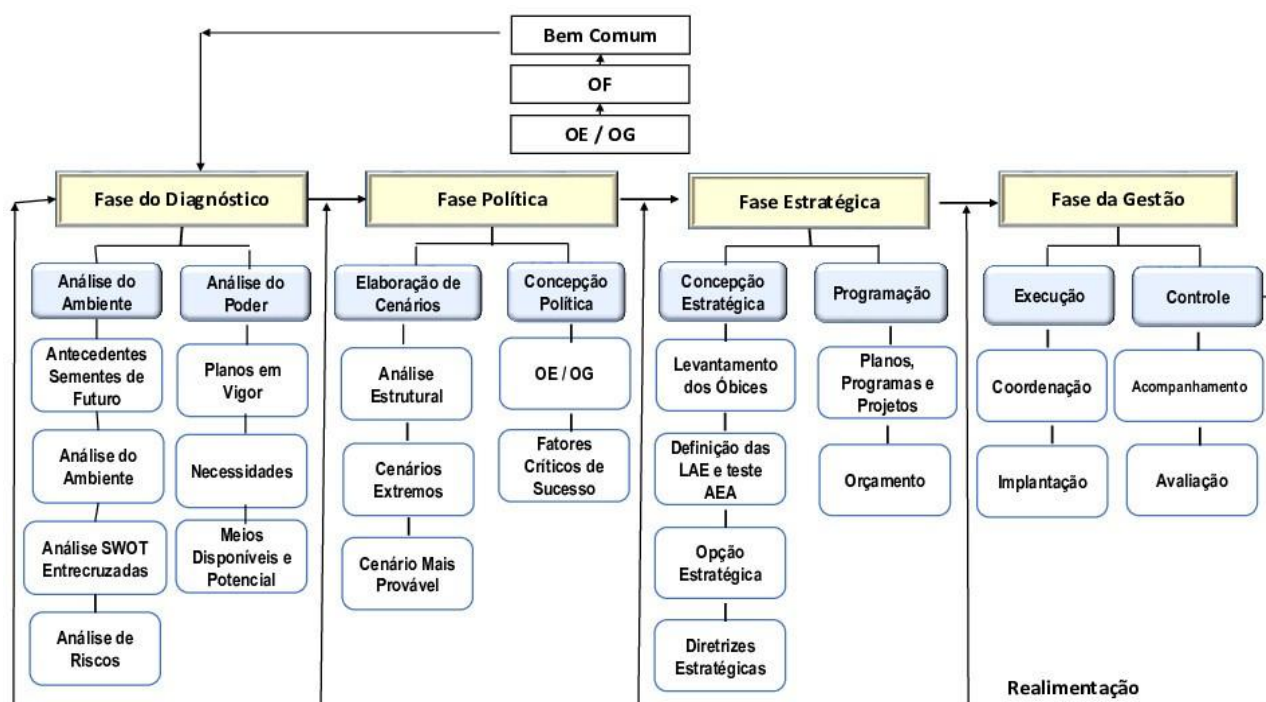 Bem Comum
OF
OE / OG
Fase do Diagnóstico
Fase Política
Fase Estratégica
Fase da Gestão
Análise do
Ambiente
Análise do
Poder
Elaboração de
Cenários
Concepção
Política
Concepção
Estratégica
Programação
Execução
Controle
Antecedentes
Sementes de
Futuro
Planos em
Vigor
Análise
Estrutural
OE / OG
Levantamento
dos Óbices
Planos,
Programas e
Projetos
Coordenação
Acompanhamento
Análise do
Ambiente
Necessidades
Cenários
Extremos
Fatores
Críticos de
Sucesso
Definição das
LAE e teste
AEA
Orçamento
Implantação
Avaliação
Análise SWOT
Entrecruzadas
Meios
Disponíveis e
Potencial
Cenário Mais
Provável
Opção
Estratégica
Análise de
Riscos
Diretrizes
Estratégicas
Realimentação